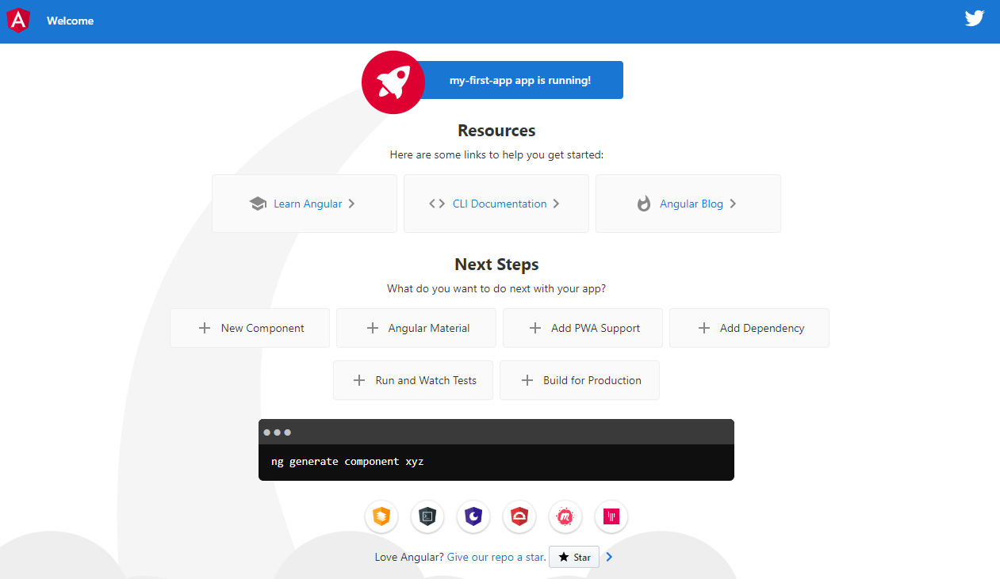 Welcome
my-first-app app is running!
Resources
Here are some links to help you get started:
Learn Angular
CLI Documentation
Angular Blog
Next Steps
What do you want to do next with your app?
New Component
Angular Material
Add PWA Support
Add Dependency
Run and Watch Tests
Build for Production
ng generate component xyz
Love Angular? Give our repo a star. Star